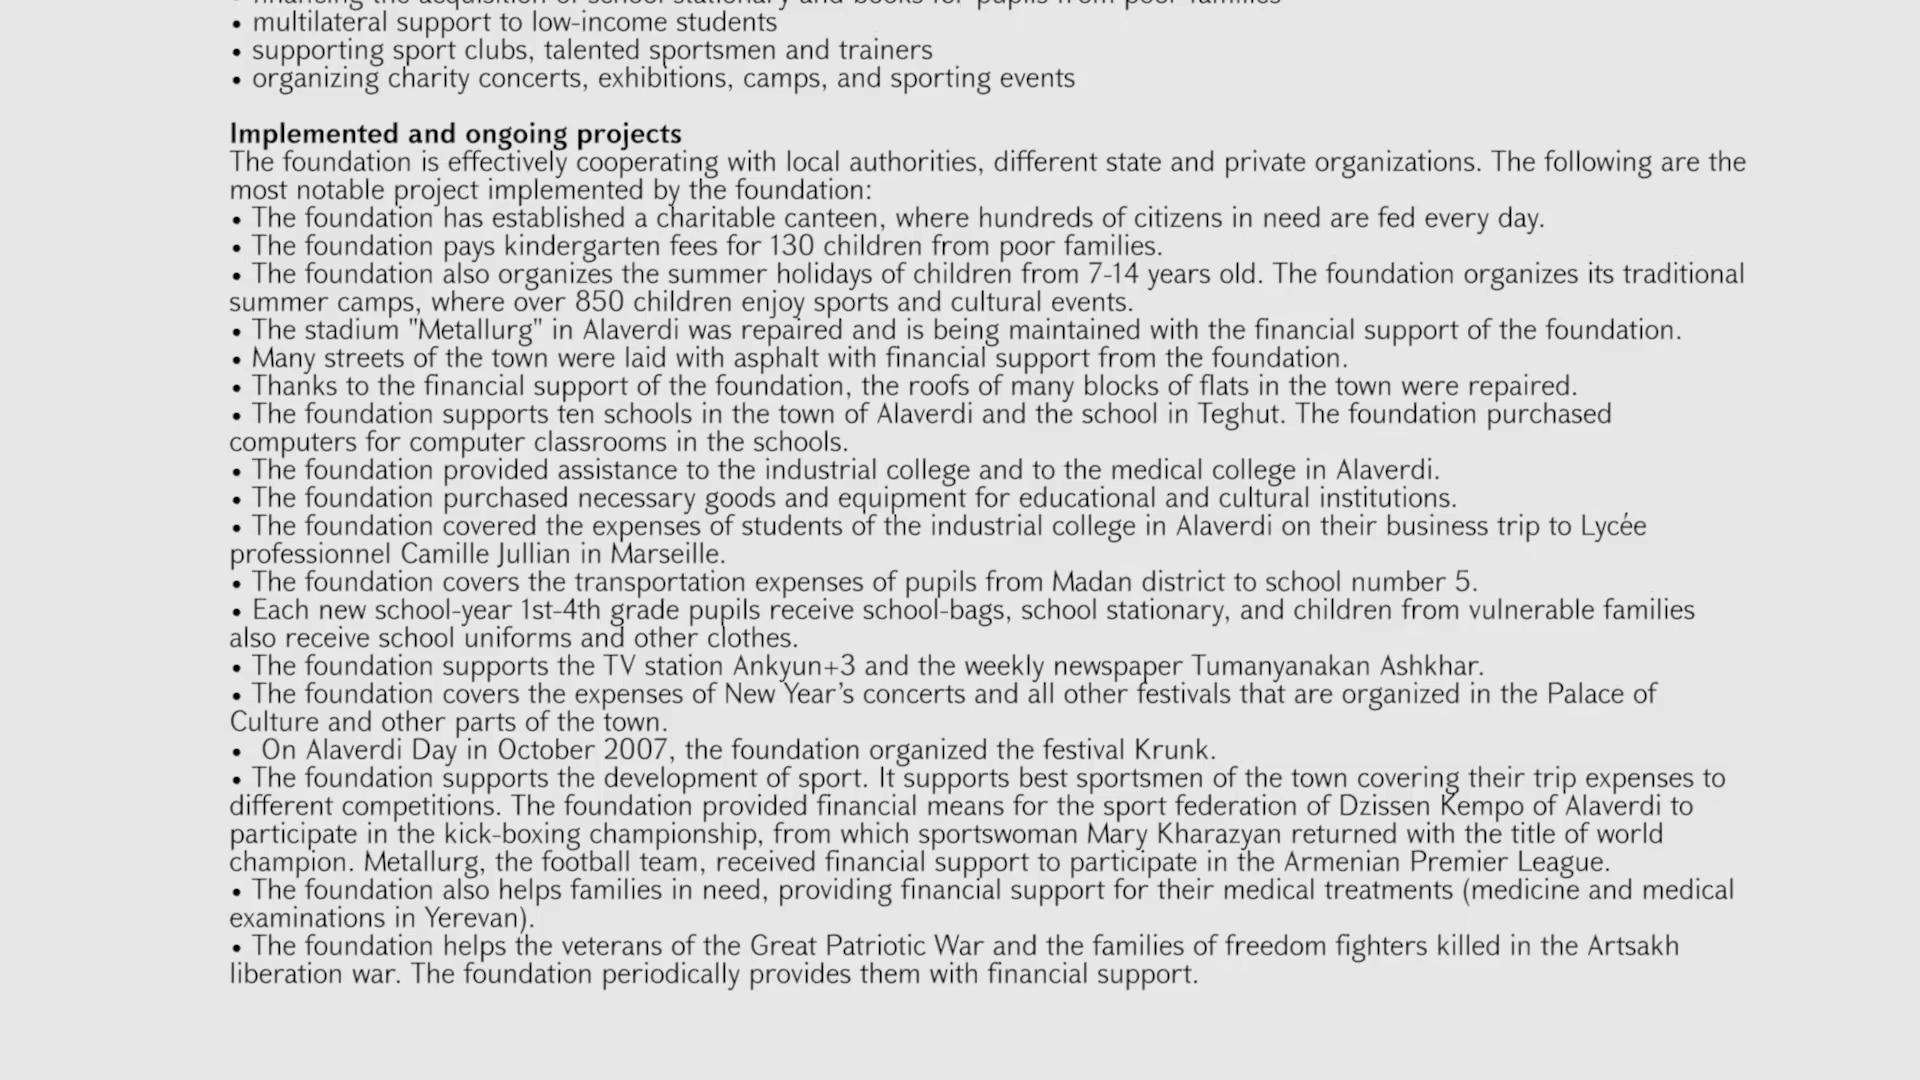 financing the acquisition of school stationary and books for pupils from poor families
• multilateral support to low-income students
• supporting sport clubs, talented sportsmen and trainers
• organizing charity concerts, exhibitions, camps, and sporting events
Implemented and ongoing projects
The foundation is effectively cooperating with local authorities, different state and private organizations. The following are the
most notable project implemented by the foundation:
• The foundation has established a charitable canteen, where hundreds of citizens in need are fed every day.
• The foundation pays kindergarten fees for 130 children from poor families.
• The foundation also organizes the summer holidays of children from 7-14 years old. The foundation organizes its traditional
summer camps, where over 850 children enjoy sports and cultural events.
• The stadium "Metallurg" in Alaverdi was repaired and is being maintained with the financial support of the foundation.
• Many streets of the town were laid with asphalt with financial support from the foundation.
• Thanks to the financial support of the foundation, the roofs of many blocks of flats in the town were repaired.
• The foundation supports ten schools in the town of Alaverdi and the school in Teghut. The foundation purchased
computers for computer classrooms in the schools.
• The foundation provided assistance to the industrial college and to the medical college in Alaverdi.
• The foundation purchased necessary goods and equipment for educational and cultural institutions.
• The foundation covered the expenses of students of the industrial college in Alaverdi on their business trip to Lycée
professionnel Camille Jullian in Marseille.
• The foundation covers the transportation expenses of pupils from Madan district to school number 5.
• Each new school-year 1st-4th grade pupils receive school-bags, school stationary, and children from vulnerable families
also receive school uniforms and other clothes.
• The foundation supports the TV station Ankyun+3 and the weekly newspaper Tumanyanakan Ashkhar.
• The foundation covers the expenses of New Year’s concerts and all other festivals that are organized in the Palace of
Culture and other parts of the town.
• On Alaverdi Day in October 2007, the foundation organized the festival Krunk.
• The foundation supports the development of sport. It supports best sportsmen of the town covering their trip expenses to
different competitions. The foundation provided financial means for the sport federation of Dzissen Kempo of Alaverdi to
participate in the kick-boxing championship, from which sportswoman Mary Kharazyan returned with the title of world
champion. Metallurg, the football team, received financial support to participate in the Armenian Premier League.
• The foundation also helps families in need, providing financial support for their medical treatments (medicine and medical
examinations in Yerevan).
• The foundation helps the veterans of the Great Patriotic War and the families of freedom fighters killed in the Artsakh
liberation war. The foundation periodically provides them with financial support.